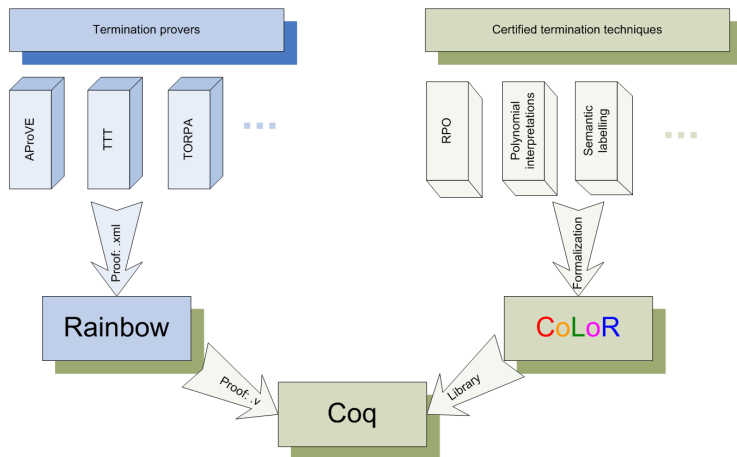 Termination provers
Certified termination techniques
AProVE
TTT
TORPA
RPO
Polynomial
interpretations
Semantic
labelling
Proof: .xml
Formalization
Rainbow
CoLoR
Proof: .v
Library
Coq